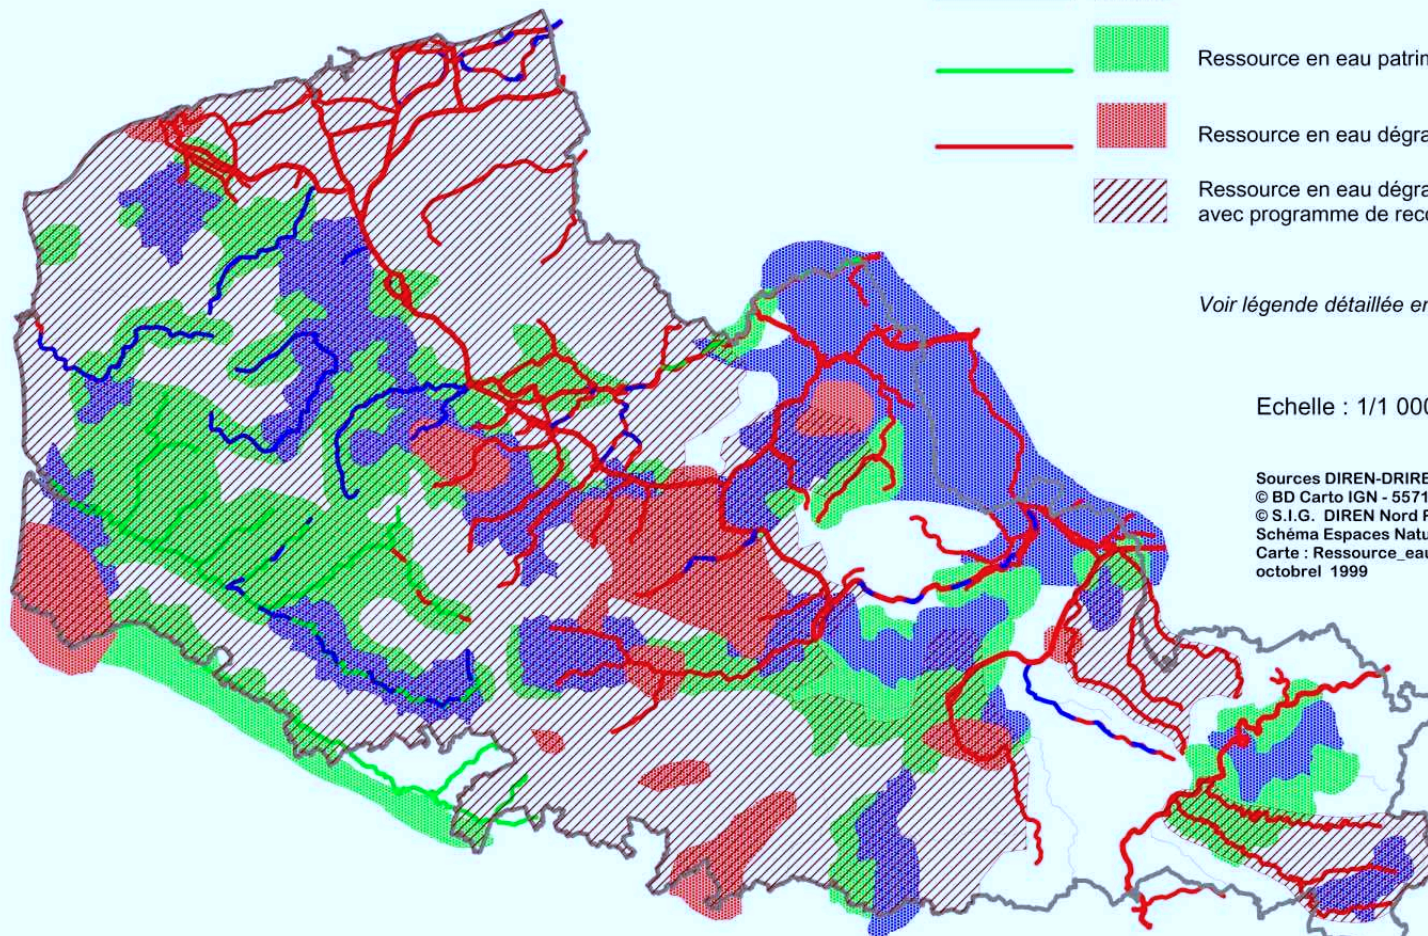 Ressource en eau patrim
Ressource en eau dégra
Ressource en eau dégra
avec programme de reco
Voir légende détaillée en
Echelle : 1/1 000
Sources DIREN-DRIRE
© BD Carto IGN - 5571
© S.I.G. DIREN Nord P
Schéma Espaces Natu
Carte : Ressource_eau
octobrel 1999